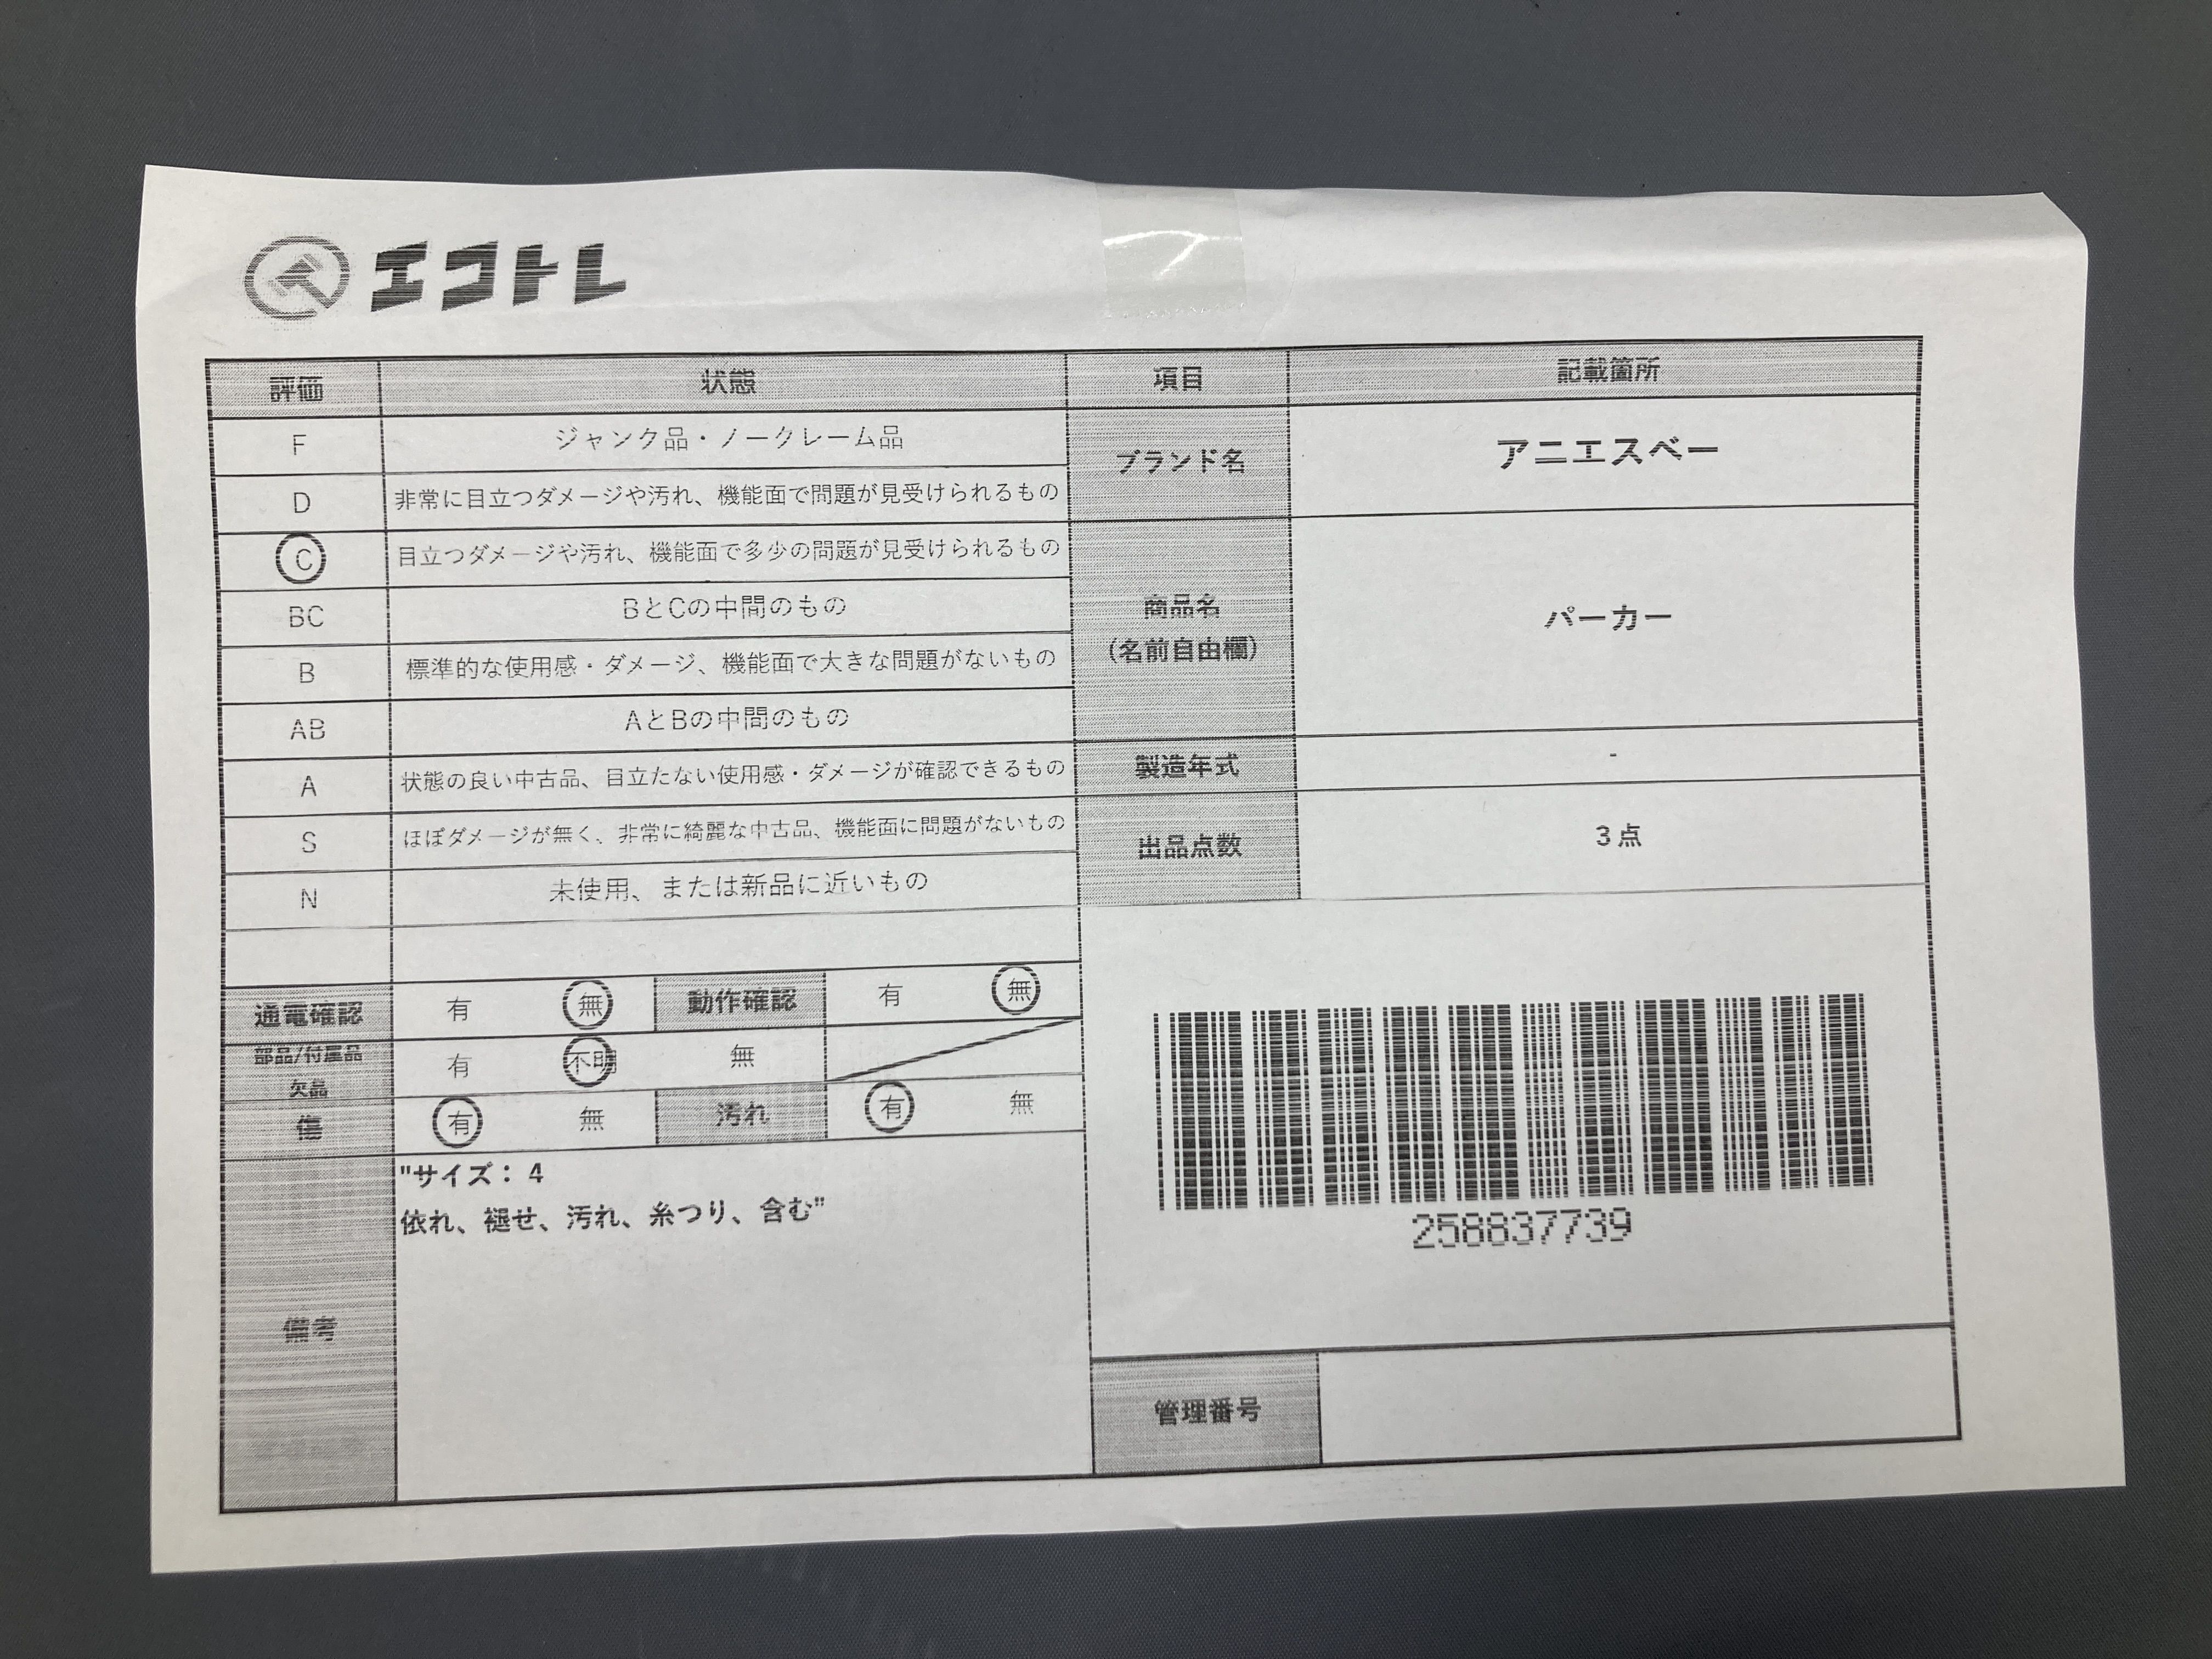 エコトレ
評価 状態 項目 記載箇所
F ジャンク品・ノークレーム品
D 非常に目立つダメージや汚れ、機能面で問題が見受けられるもの
ブランド名 アニエスベー
C 目立つダメージや汚れ、機能面で多少の問題が見受けられるもの
BC BとCの中間のもの
B 標準的な使用感・ダメージ、機能面で大きな問題がないもの
商品名
(名前自由欄)
パーカー
AB AとBの中間のもの
A 状態の良い中古品、目立たない使用感・ダメージが確認できるもの
製造年式 -
S ほぼダメージが無く、非常に綺麗な中古品、機能面に問題がないもの
出品点数 3点
N 未使用、または新品に近いもの
通電確認 有 無 動作確認 有 無
部品/付属品
欠品
有 不明 無
傷 有 無 汚れ 有 無
備考
"サイズ：4
依れ、褪せ、汚れ、糸つり、含む"
258837739
管理番号